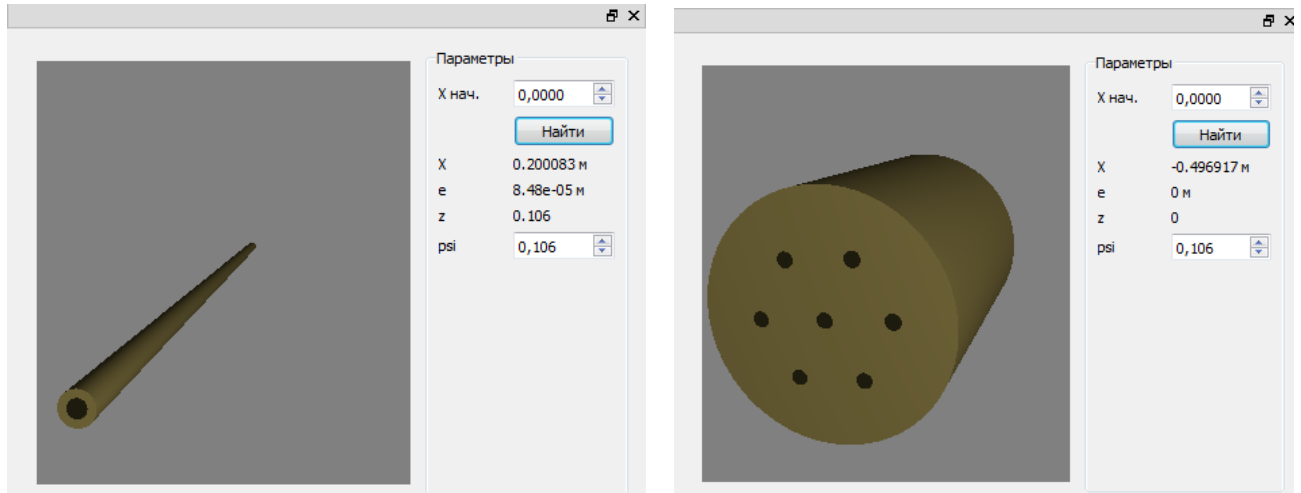 Параметры
X нач. 0,0000
Найти
X 0.200083 м
e 8.48e-05 м
z 0.106
psi 0,106
Параметры
X нач. 0,0000
Найти
X -0.496917 м
e 0 м
z 0
psi 0,106